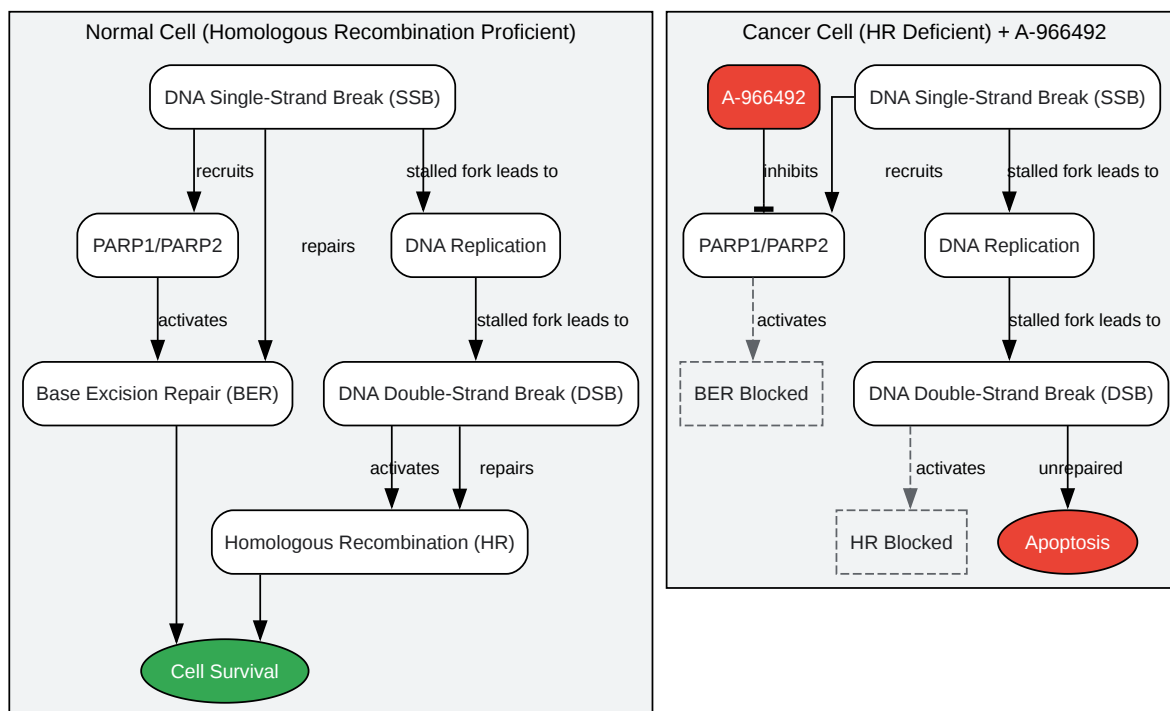 Normal Cell (Homologous Recombination Proficient)
DNA Single-Strand Break (SSB)
recruits
stalled fork leads to
PARP1/PARP2
repairs
DNA Replication
activates
stalled fork leads to
Base Excision Repair (BER)
DNA Double-Strand Break (DSB)
activates
repairs
Homologous Recombination (HR)
Cell Survival
Cancer Cell (HR Deficient) + A-966492
A-966492
DNA Single-Strand Break (SSB)
inhibits
recruits
stalled fork leads to
PARP1/PARP2
DNA Replication
activates
stalled fork leads to
BER Blocked
DNA Double-Strand Break (DSB)
activates
unrepaired
HR Blocked
Apoptosis